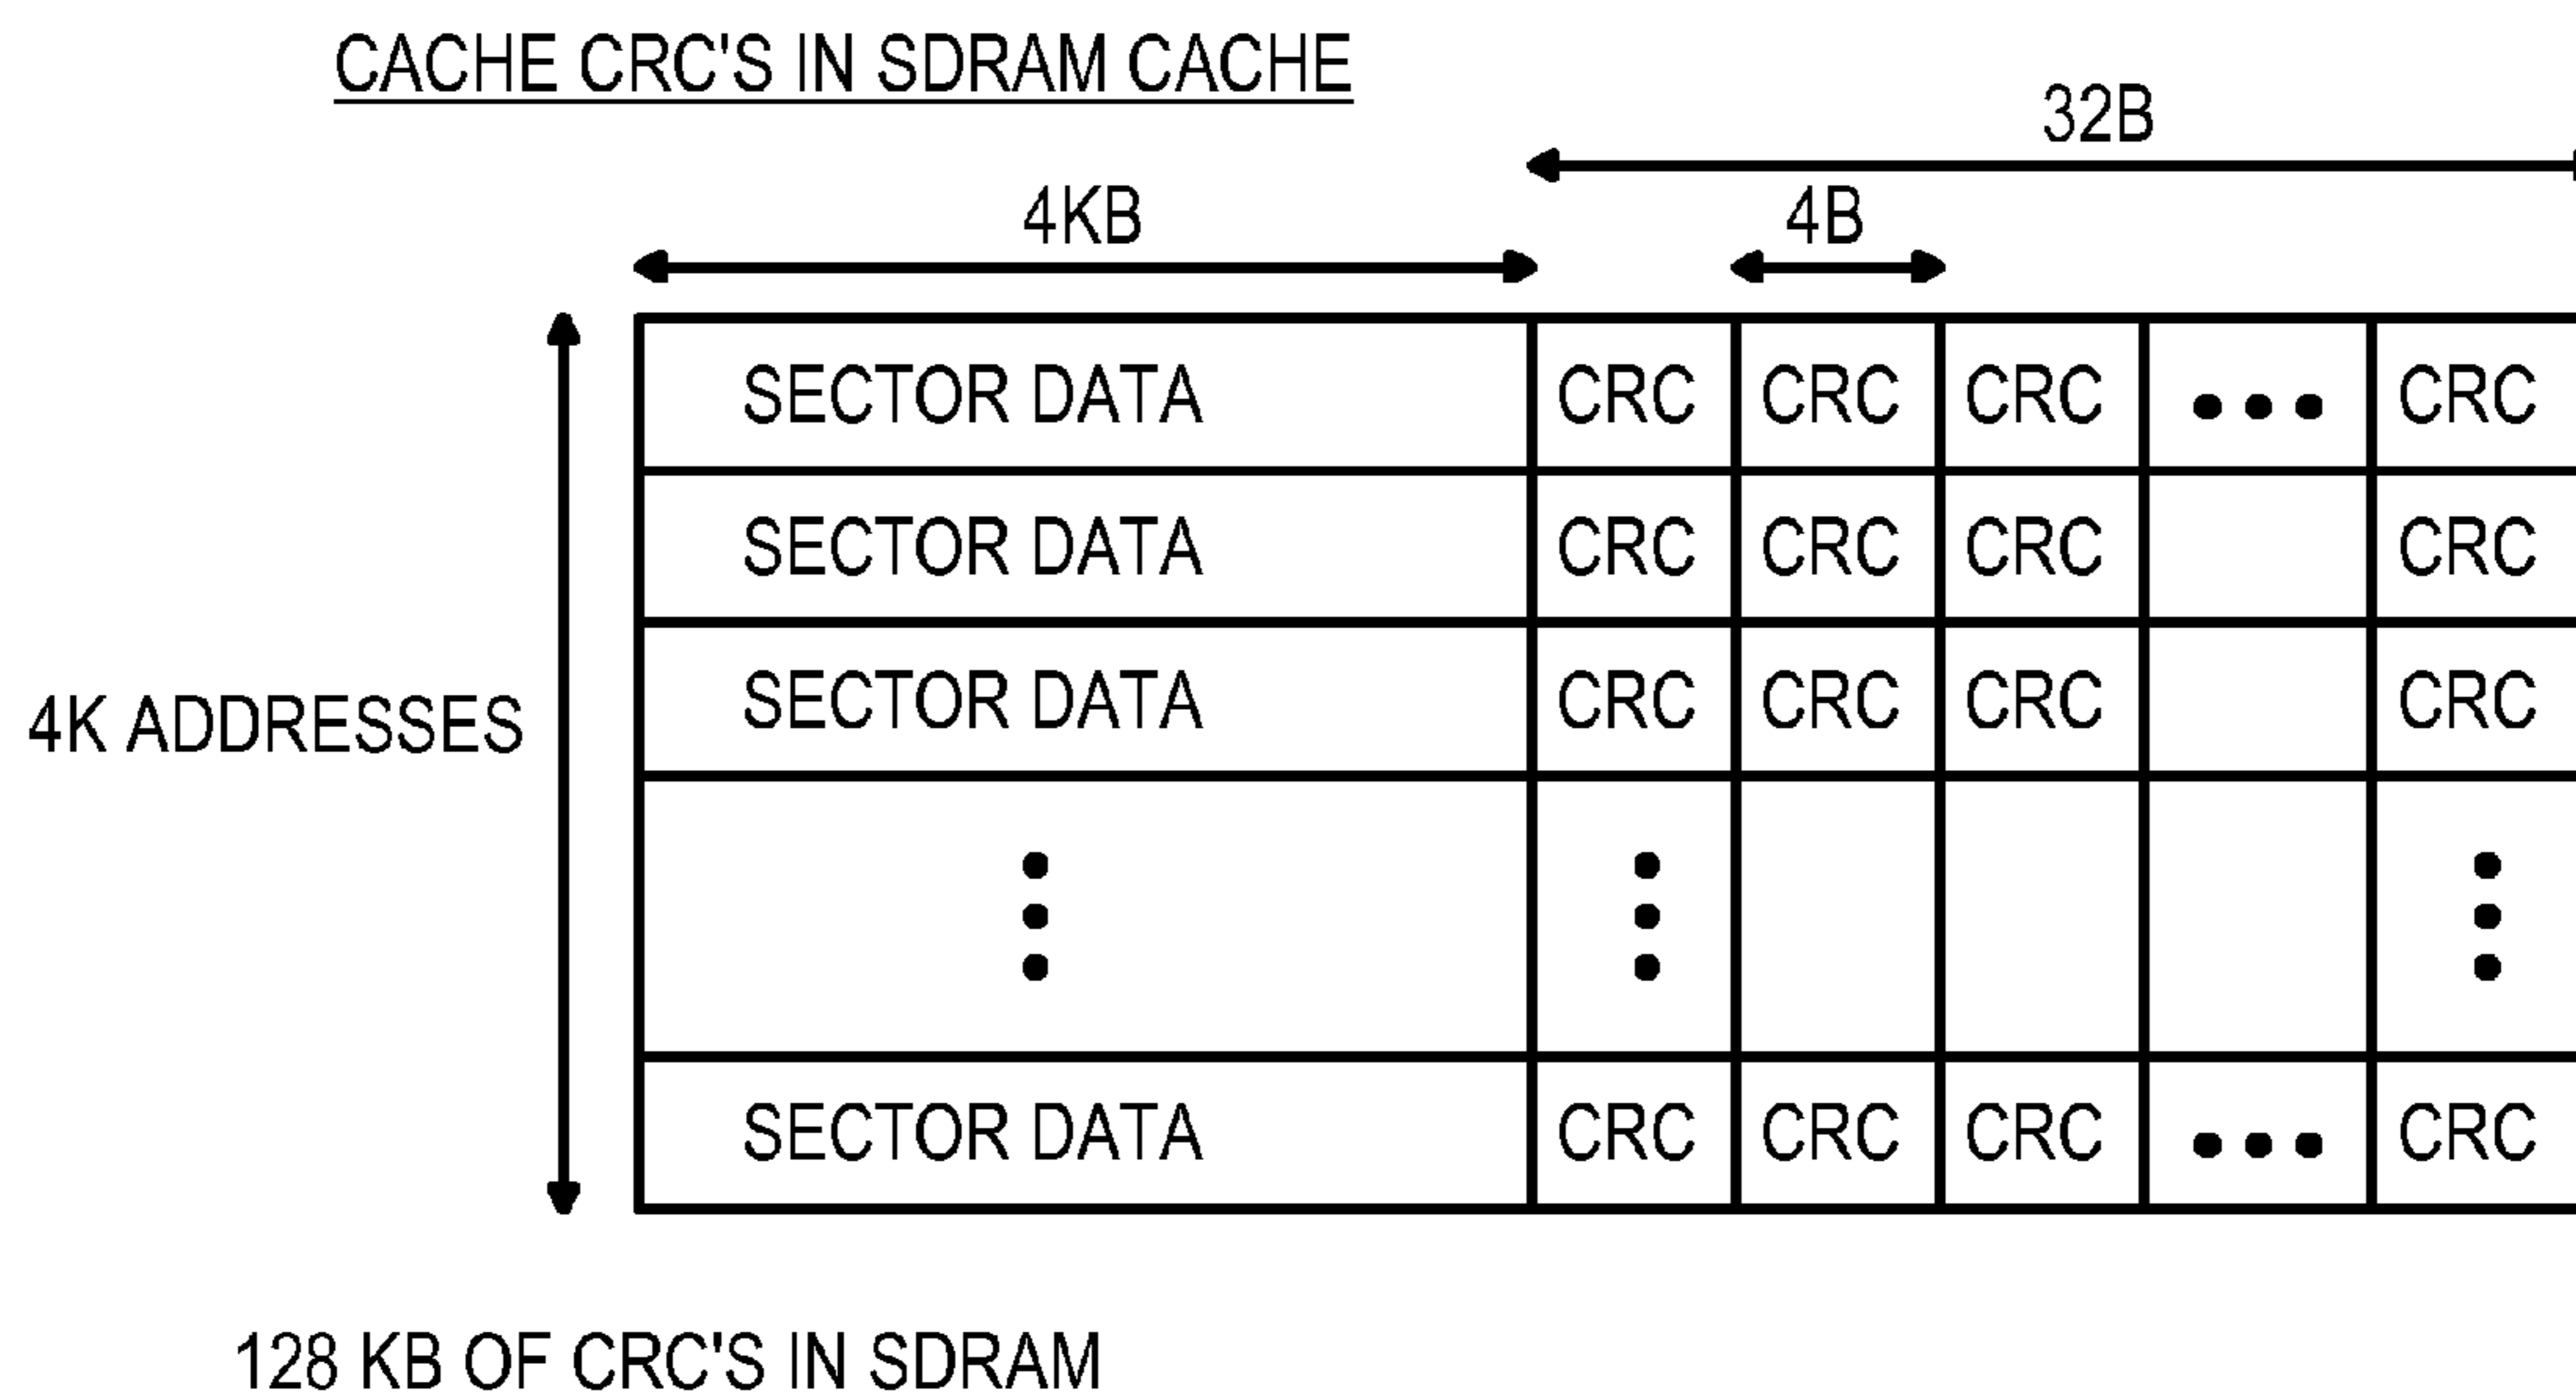 CACHE CRC'S IN SDRAM CACHE
32B
4KB 4B
SECTOR DATA CRC CRC CRC ••• CRC
SECTOR DATA CRC CRC CRC CRC
SECTOR DATA CRC CRC CRC CRC
4K ADDRESSES
SECTOR DATA CRC CRC CRC ••• CRC
128 KB OF CRC'S IN SDRAM